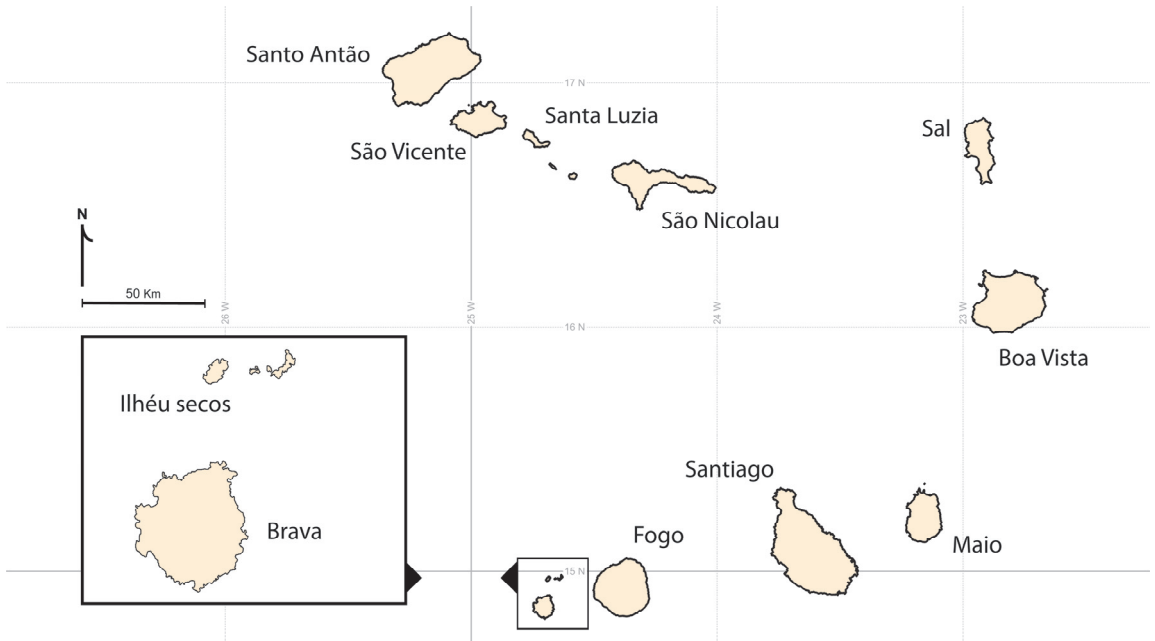 Santo Antão
17 N
Santa Luzia
Sal
São Vicente
N
São Nicolau
50 Km
26 W
25 W
24 W
23 W
16 N
Boa Vista
Ilhéu secos
Santiago
Brava
Fogo
Maio
15 N